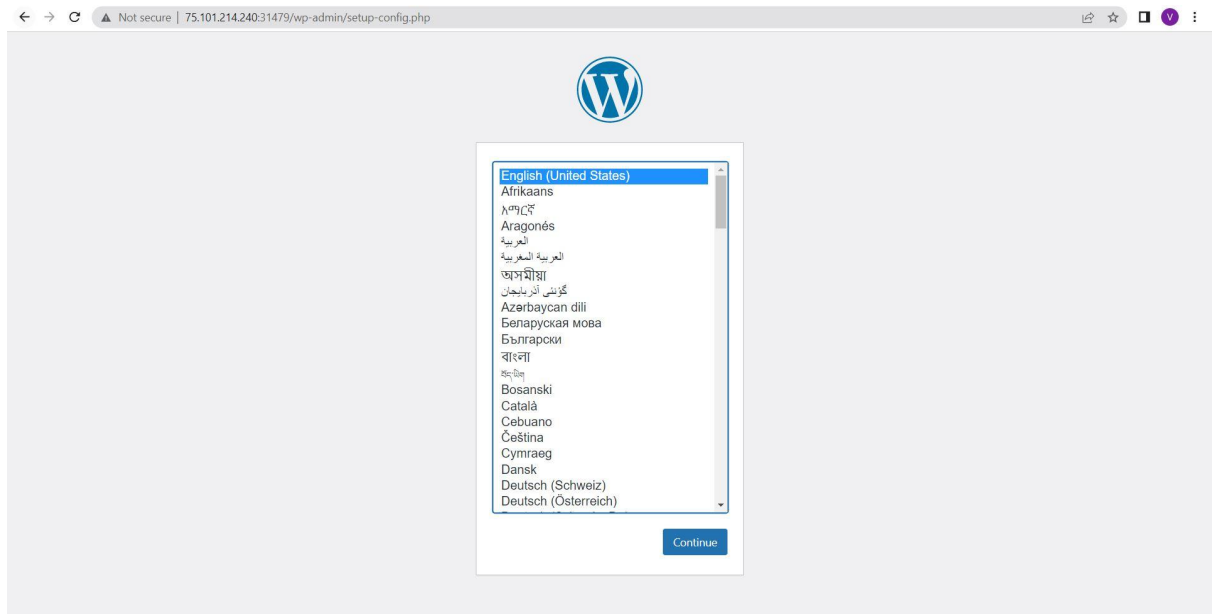 Not secure | 75.101.214.240:31479/wp-admin/setup-config.php
V
English (United States)
Afrikaans
አማርኛ
Aragonés
العربية
العربية المغربية
অসমীয়া
گؤنئی آذربایجان
Azərbaycan dili
Беларуская мова
Български
বাংলা
བོད་ཡིག
Bosanski
Català
Cebuano
Čeština
Cymraeg
Dansk
Deutsch (Schweiz)
Deutsch (Österreich)
Continue